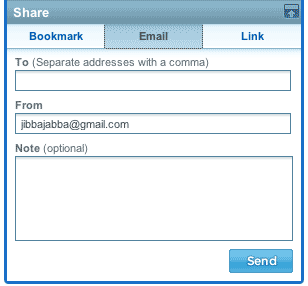 Share
Bookmark Email Link
To (Separate addresses with a comma)
From
jibbajabba@gmail.com
Note (optional)
Send